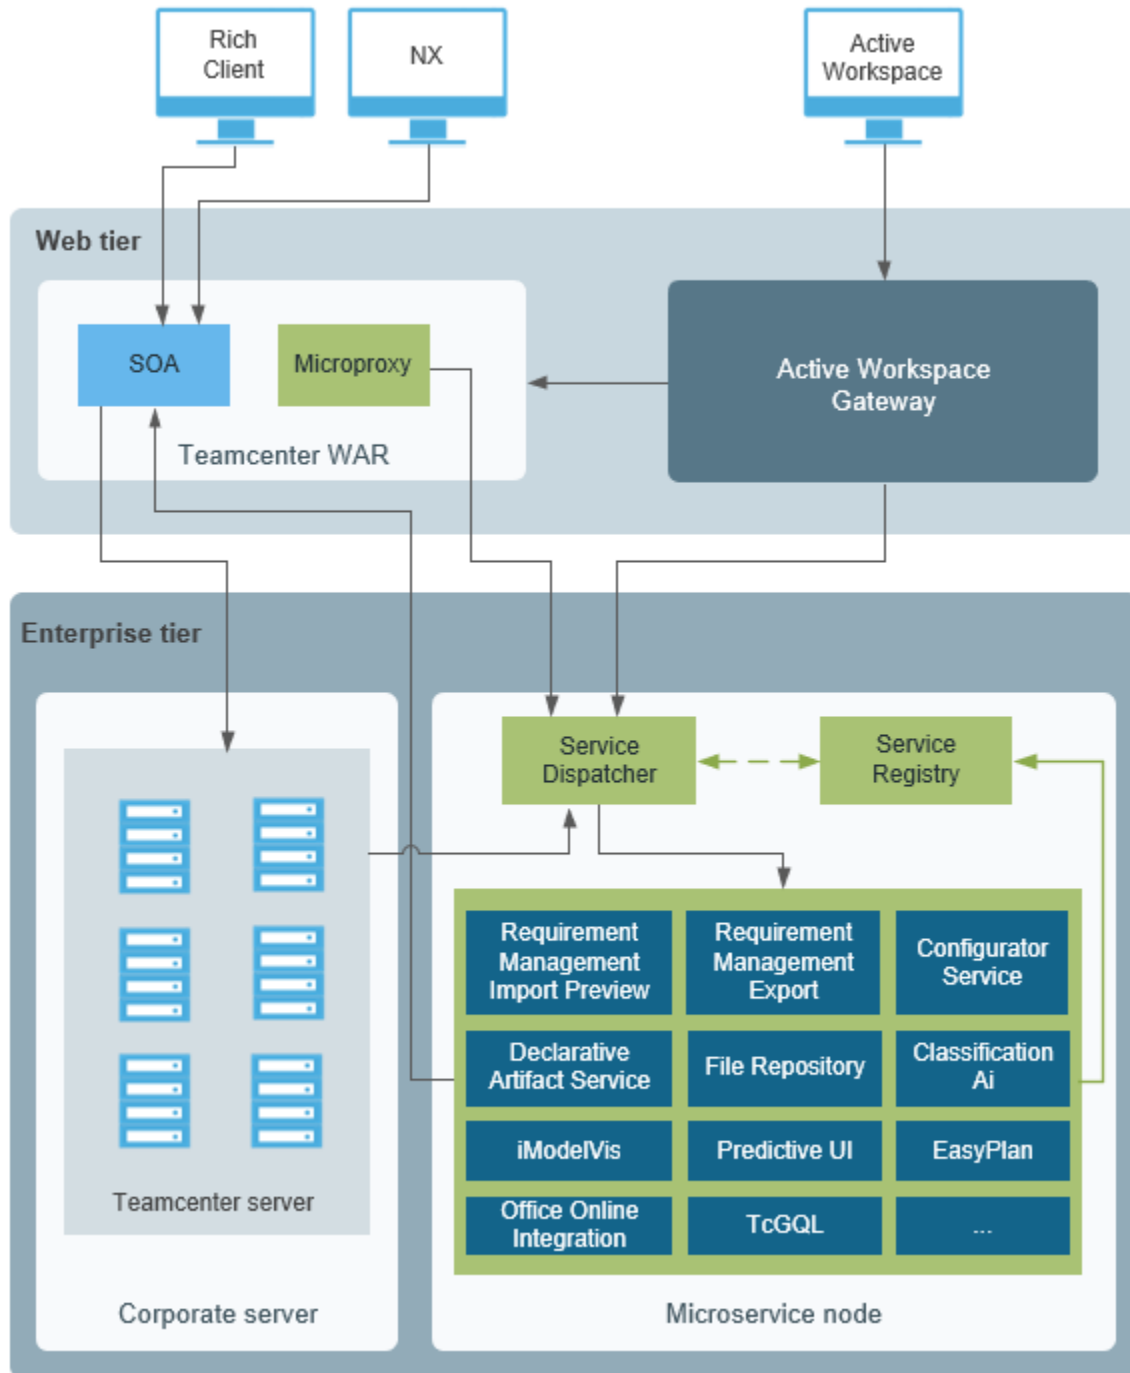 Rich
Client
NX
Active
Workspace
Web tier
SOA
Microproxy
Teamcenter WAR
Active Workspace
Gateway
Enterprise tier
Service
Dispatcher
Service
Registry
Requirement
Management
Import Preview
Requirement
Management
Export
Configurator
Service
Declarative
Artifact Service
File Repository
Classification
Ai
iModelVis
Predictive UI
EasyPlan
Office Online
Integration
TcGQL
...
Teamcenter server
Corporate server
Microservice node